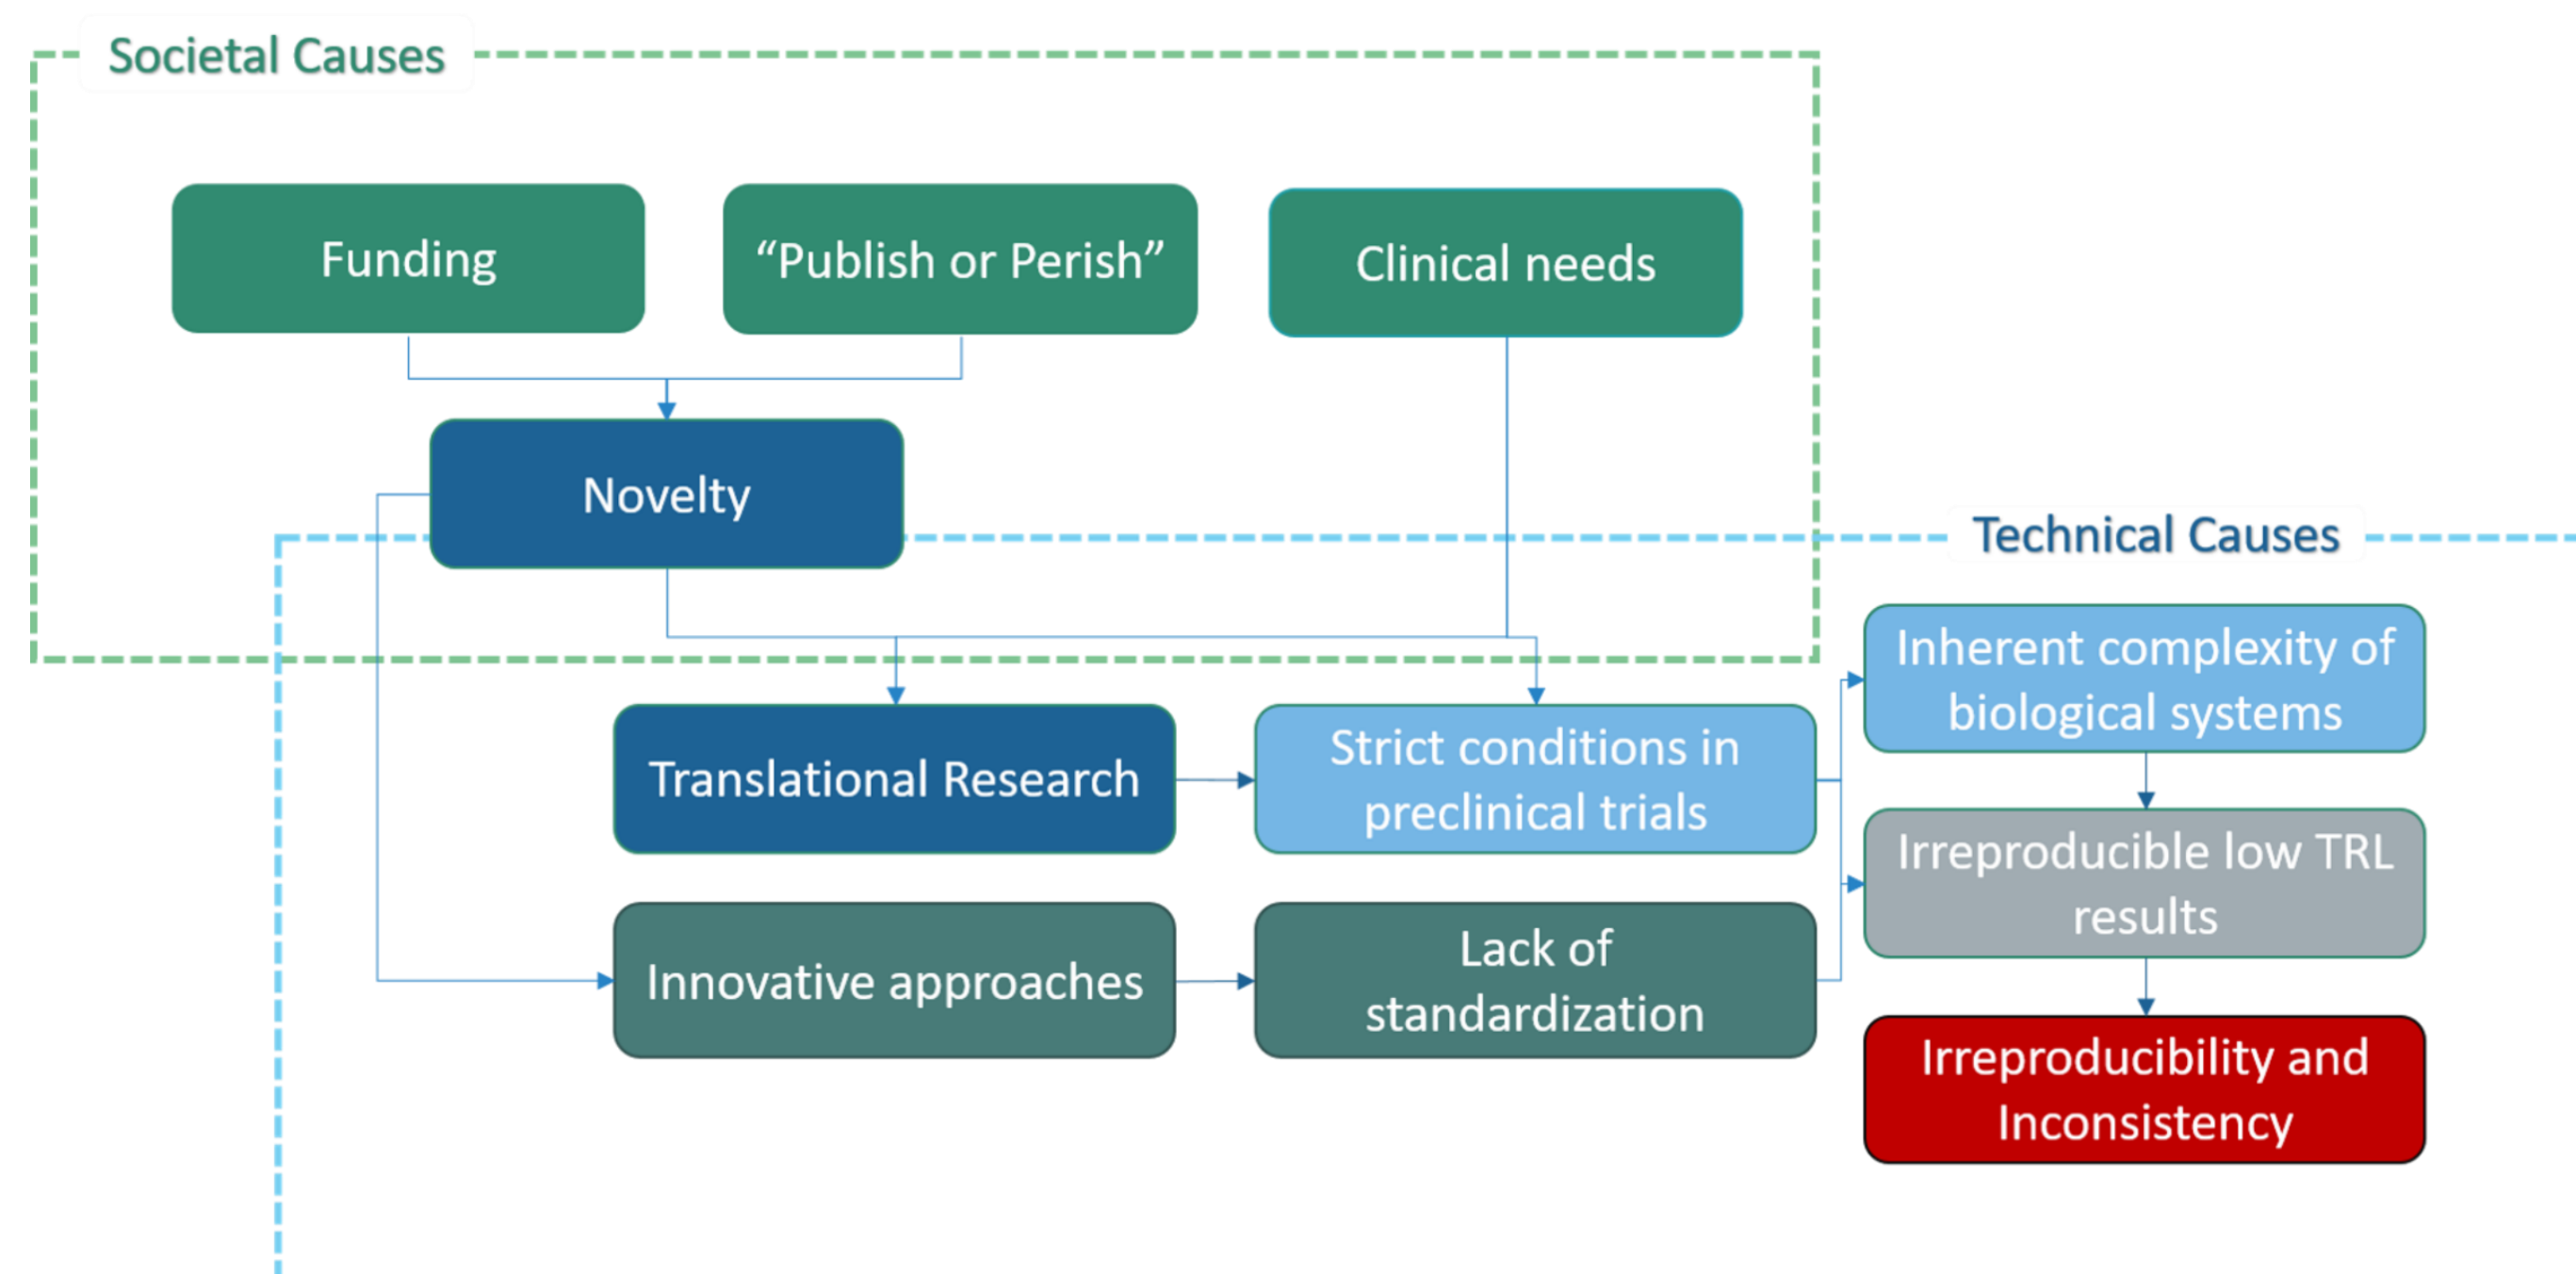 Societal Causes
Funding
“Publish or Perish”
Clinical needs
Novelty
Technical Causes
Inherent complexity of
biological systems
Translational Research
Strict conditions in
preclinical trials
Irreproducible low TRL
results
Innovative approaches
Lack of
standardization
Irreproducibility and
Inconsistency